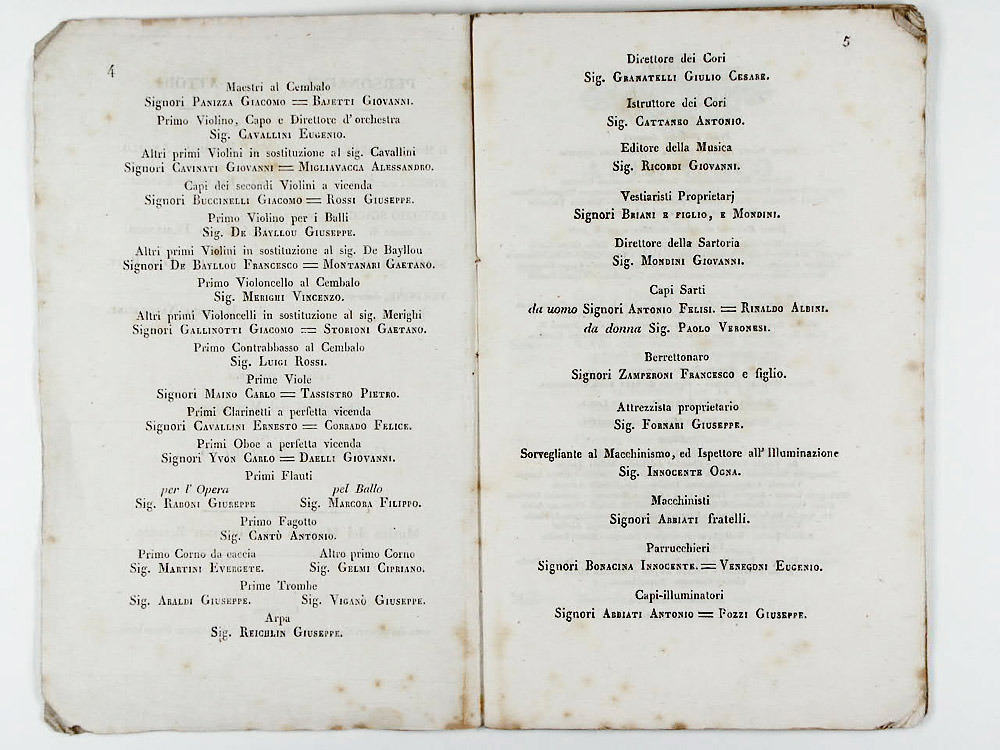 4
Maestri al Cembalo
Signori Panizza Giacomo = Bajetti Giovanni.
Primo Violino, Capo e Direttore d'orchestra
Sig. Cavallini Eugenio.
Altri primi Violini in sostituzione al sig. Cavallini
Signori Cavinati Giovanni = Migliavacca Alessandro.
Capi dei secondi Violini a vicenda
Signori Buccinelli Giacomo = Rossi Giuseppe.
Primo Violino per i Balli
Sig. De Bayllou Giuseppe.
Altri primi Violini in sostituzione al sig. De Bayllou
Signori De Bayllou Francesco = Montanari Gaetano.
Primo Violoncello al Cembalo
Sig. Merighi Vincenzo.
Altri primi Violoncelli in sostituzione al sig. Merighi
Signori Gallinotti Giacomo = Storioni Gaetano.
Primo Contrabbasso al Cembalo
Sig. Luigi Rossi.
Prime Viole
Signori Maino Carlo = Tassistro Pietro.
Primi Clarinetti a perfetta vicenda
Signori Cavallini Ernesto = Corrado Felice.
Primi Oboe a perfetta vicenda
Signori Yvon Carlo = Daelli Giovanni.
Primi Flauti
per l'Opera pel Ballo
Sig. Raboni Giuseppe Sig. Marcora Filippo.
Primo Fagotto
Sig. Cantù Antonio.
Primo Corno da caccia Altro primo Corno
Sig. Martini Evergete. Sig. Gelmi Cipriano.
Prime Trombe
Sig. Araldi Giuseppe. Sig. Viganò Giuseppe.
Arpa
Sig. Reichlin Giuseppe.
5
Direttore dei Cori
Sig. Granatelli Giulio Cesare.
Istruttore dei Cori
Sig. Cattaneo Antonio.
Editore della Musica
Sig. Ricordi Giovanni.
Vestiaristi Proprietarj
Signori Briani e figlio, e Mondini.
Direttore della Sartoria
Sig. Mondini Giovanni.
Capi Sarti
da uomo Signori Antonio Felisi. = Rinaldo Albini.
da donna Sig. Paolo Veronesi.
Berrettonaro
Signori Zamperoni Francesco e figlio.
Attrezzista proprietario
Sig. Fornari Giuseppe.
Sorvegliante al Macchinismo, ed Ispettore all'Illuminazione
Sig. Innocente Ogna.
Macchinisti
Signori Abbiati fratelli.
Parrucchieri
Signori Bonacina Innocente. = Venegoni Eugenio.
Capi-illuminatori
Signori Abbiati Antonio = Pozzi Giuseppe.